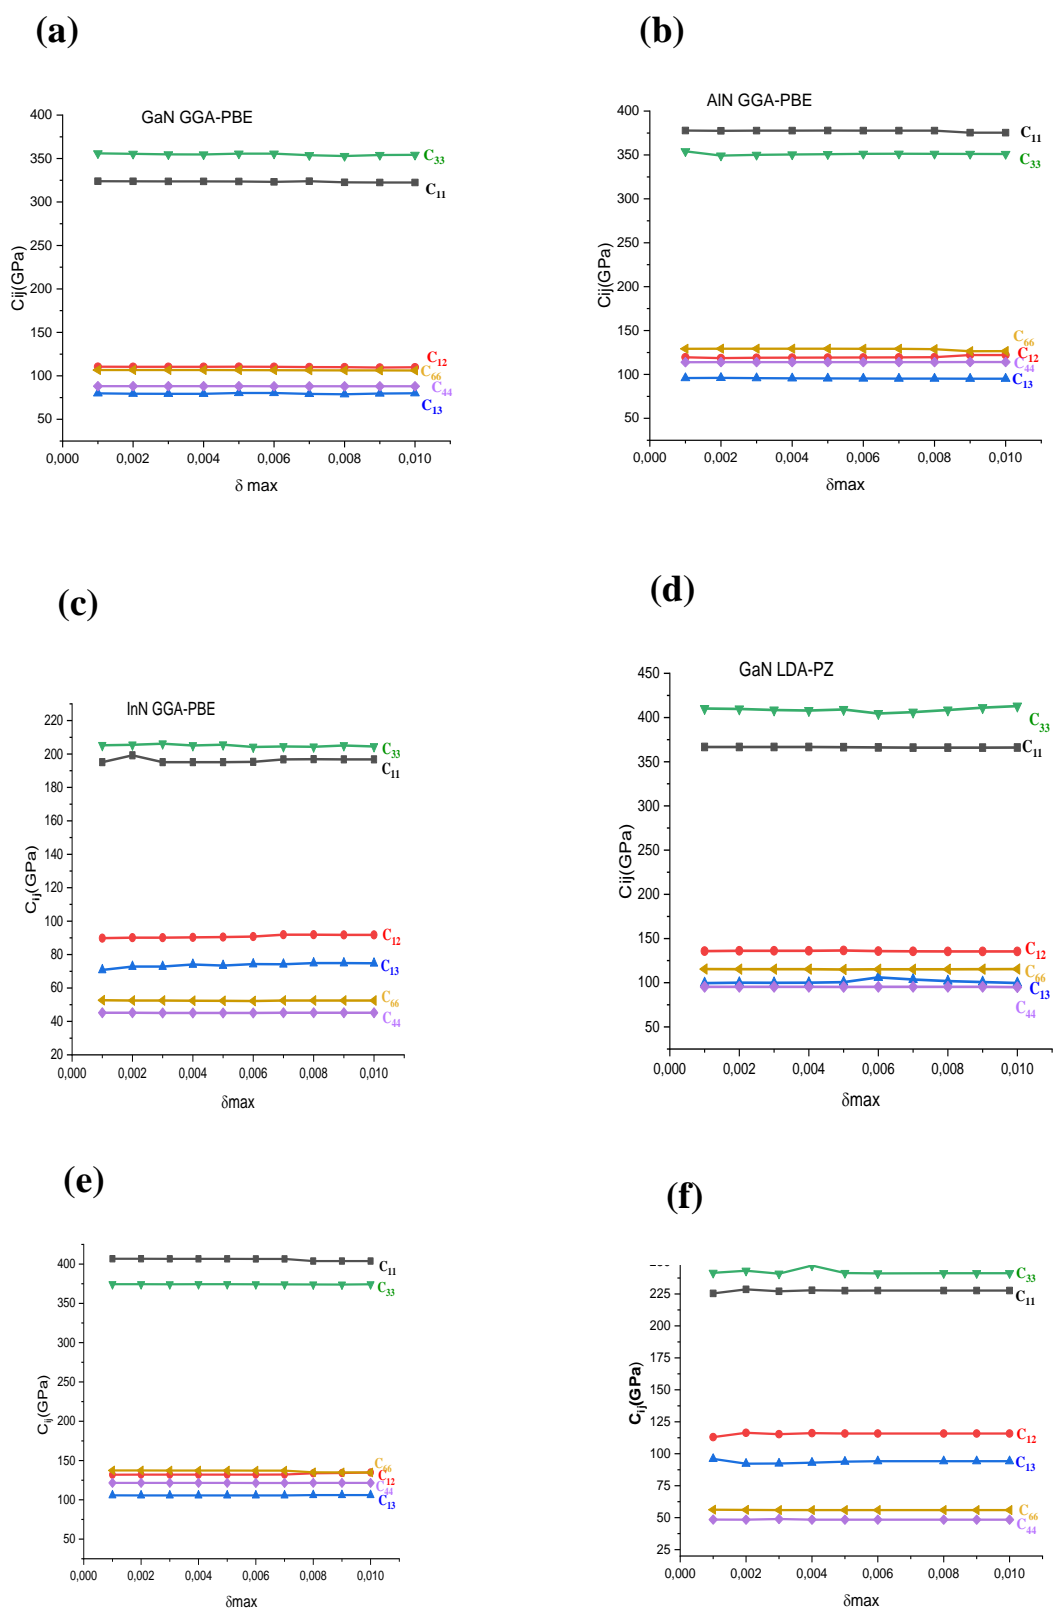 (a)
GaN GGA-PBE
400
350
300
250
200
150
100
50
Cij(GPa)
C33
C11
C12
C66
C44
C13
0,000 0,002 0,004 0,006 0,008 0,010
δ max
(b)
AlN GGA-PBE
400
350
300
250
200
150
100
50
Cij(GPa)
C11
C33
C66
C12
C44
C13
0,000 0,002 0,004 0,006 0,008 0,010
δmax
(c)
InN GGA-PBE
220
200
180
160
140
120
100
80
60
40
20
Cij(GPa)
C33
C11
C12
C13
C66
C44
0,000 0,002 0,004 0,006 0,008 0,010
δmax
(d)
GaN LDA-PZ
450
400
350
300
250
200
150
100
50
Cij(GPa)
C33
C11
C12
C66
C13
C44
0,000 0,002 0,004 0,006 0,008 0,010
δmax
(e)
400
350
300
250
200
150
100
50
Cij(GPa)
C11
C33
C66
C12
C44
C13
0,000 0,002 0,004 0,006 0,008 0,010
δmax
(f)
225
200
175
150
125
100
75
50
25
Cij(GPa)
C33
C11
C12
C13
C66
C44
0,000 0,002 0,004 0,006 0,008 0,010
δmax